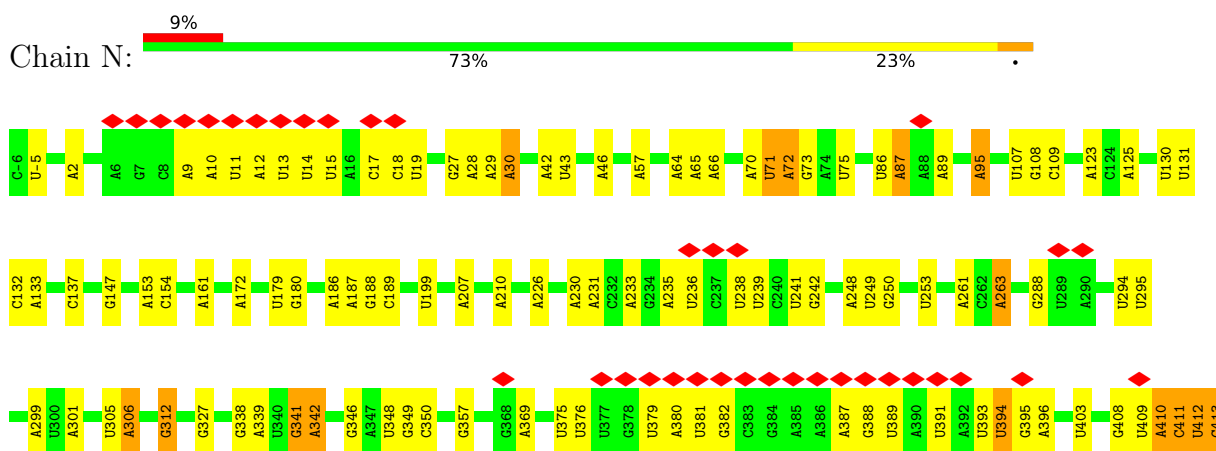 9%
Chain N:
73% 23% •
C-6 U-5 A2 A6 G7 C8 A9 A10 U11 A12 U13 U14 U15 A16 C17 C18 U19 G27 A28 A29 A30 A42 U43 A46 A57 A64 A65 A66 A70 U71 A72 G73 A74 U75 U86 A87 A88 A89 A95 U107 G108 C109 A123 C124 A125 U130 U131
C132 A133 C137 G147 A153 C154 A161 A172 U179 G180 A186 A187 G188 C189 U199 A207 A210 A226 A230 A231 C232 A233 G234 A235 U236 C237 U238 U239 C240 U241 G242 A248 U249 G250 U253 A261 C262 A263 G288 U289 A290 U294 U295
A299 U300 A301 U305 A306 G312 G327 G338 A339 U340 G341 A342 G346 A347 U348 G349 C350 G357 G368 A369 U375 U376 U377 G378 U379 A380 U381 G382 C383 G384 A385 A386 A387 G388 U389 A390 U391 A392 U393 U394 G395 A396 U403 G408 U409 A410 C411 U412